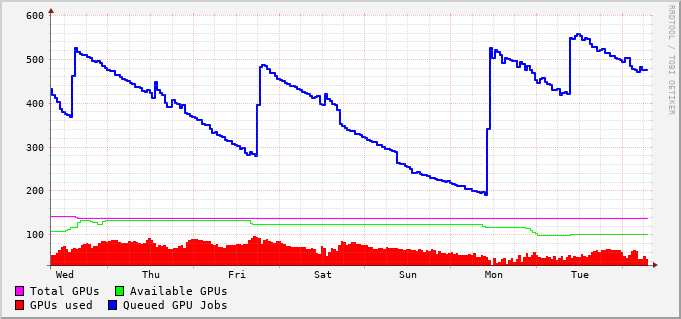 600
500
400
300
200
100
Wed Thu Fri Sat Sun Mon Tue
Total GPUs Available GPUs
GPUs used Queued GPU Jobs
RRDTOOL / TOBI OETIKER